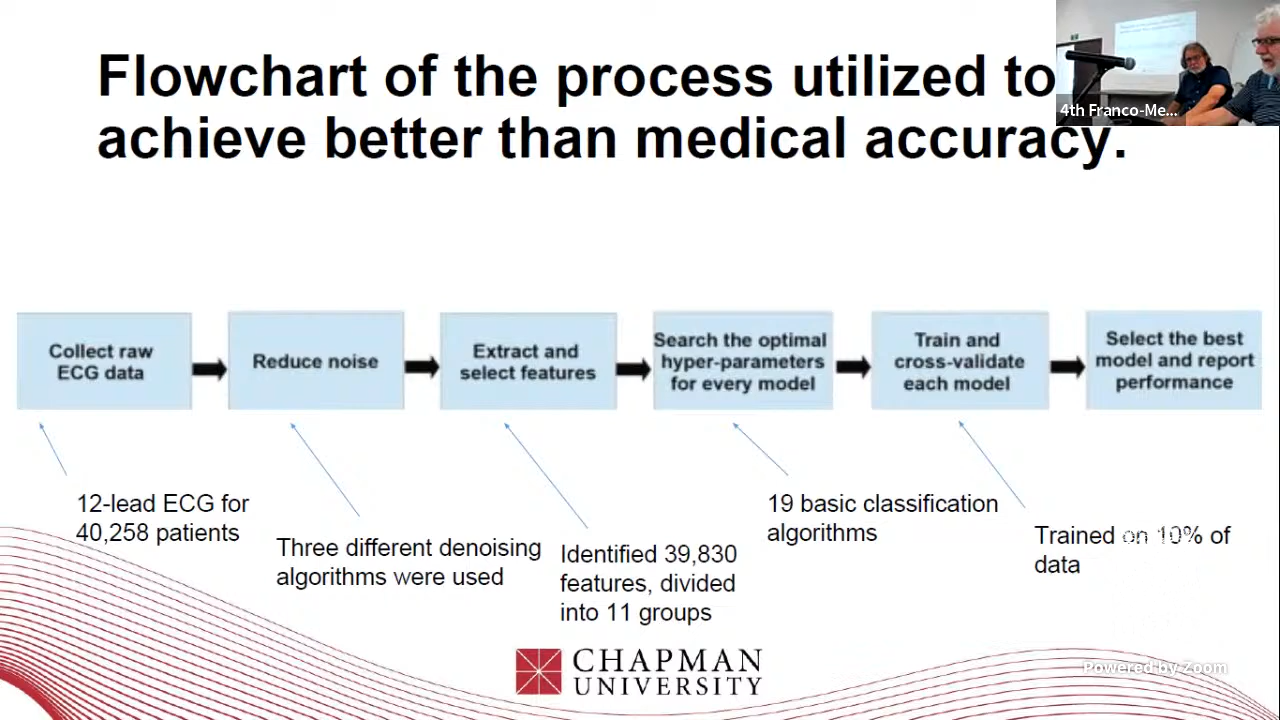 Flowchart of the process utilized to
achieve better than medical accuracy.
4th Franco-Me...
Collect raw
ECG data
Reduce noise
Extract and
select features
Search the optimal
hyper-parameters
for every model
Train and
cross-validate
each model
Select the best
model and report
performance
12-lead ECG for
40,258 patients
Three different denoising
algorithms were used
Identified 39,830
features, divided
into 11 groups
19 basic classification
algorithms
Trained on 10% of
data
CHAPMAN
UNIVERSITY
Powered by Zoom